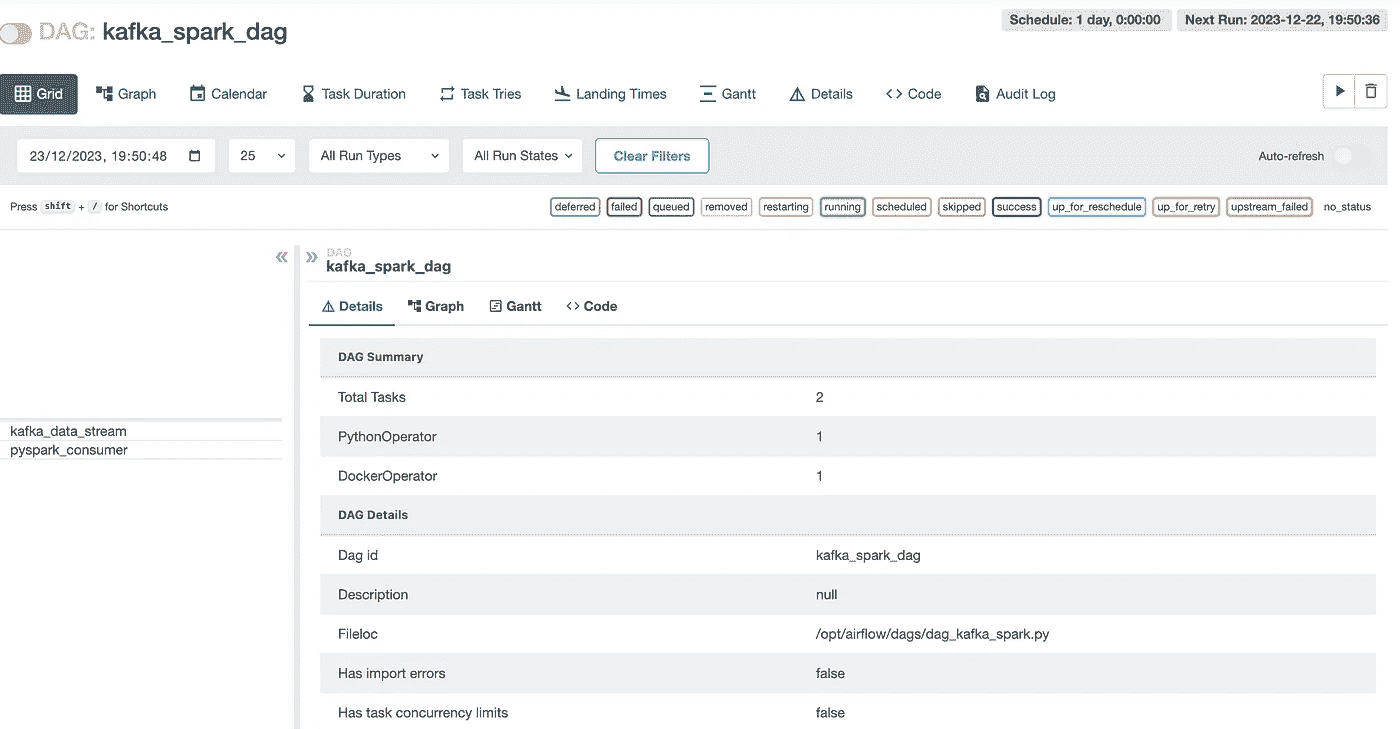 DAG: kafka_spark_dag
Schedule: 1 day, 0:00:00 Next Run: 2023-12-22, 19:50:36
Grid Graph Calendar Task Duration Task Tries Landing Times Gantt Details <> Code Audit Log
23/12/2023, 19:50:48 25 All Run Types All Run States Clear Filters Auto-refresh
Press shift + / for Shortcuts deferred failed queued removed restarting running scheduled skipped success up_for_reschedule up_for_retry upstream_failed no_status
DAG
kafka_spark_dag
Details Graph Gantt <> Code
DAG Summary
Total Tasks 2
kafka_data_stream
pyspark_consumer
PythonOperator 1
DockerOperator 1
DAG Details
Dag id kafka_spark_dag
Description null
Fileloc /opt/airflow/dags/dag_kafka_spark.py
Has import errors false
Has task concurrency limits false